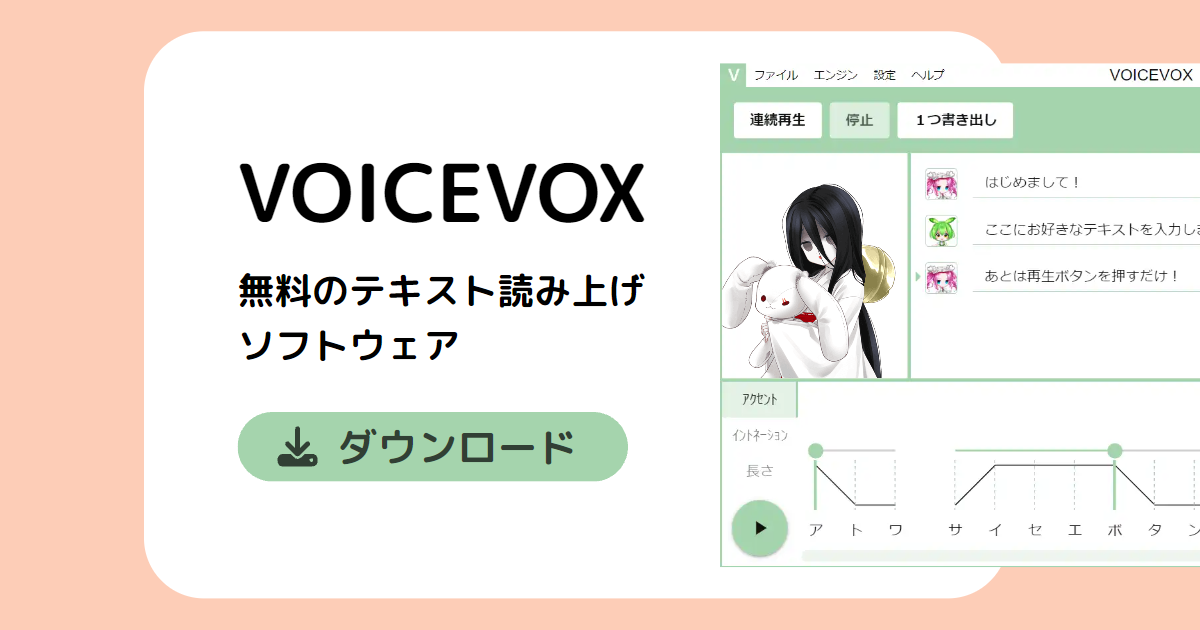 VOICEVOX
無料のテキスト読み上げ
ソフトウェア
ダウンロード
V ファイル エンジン 設定 ヘルプ VOICEVOX
連続再生 停止 1つ書き出し
はじめまして！
ここにお好きなテキストを入力しま
あとは再生ボタンを押すだけ！
アクセント
イントネーション
長さ
ア ト ワ サ イ セ エ ボ タ ン